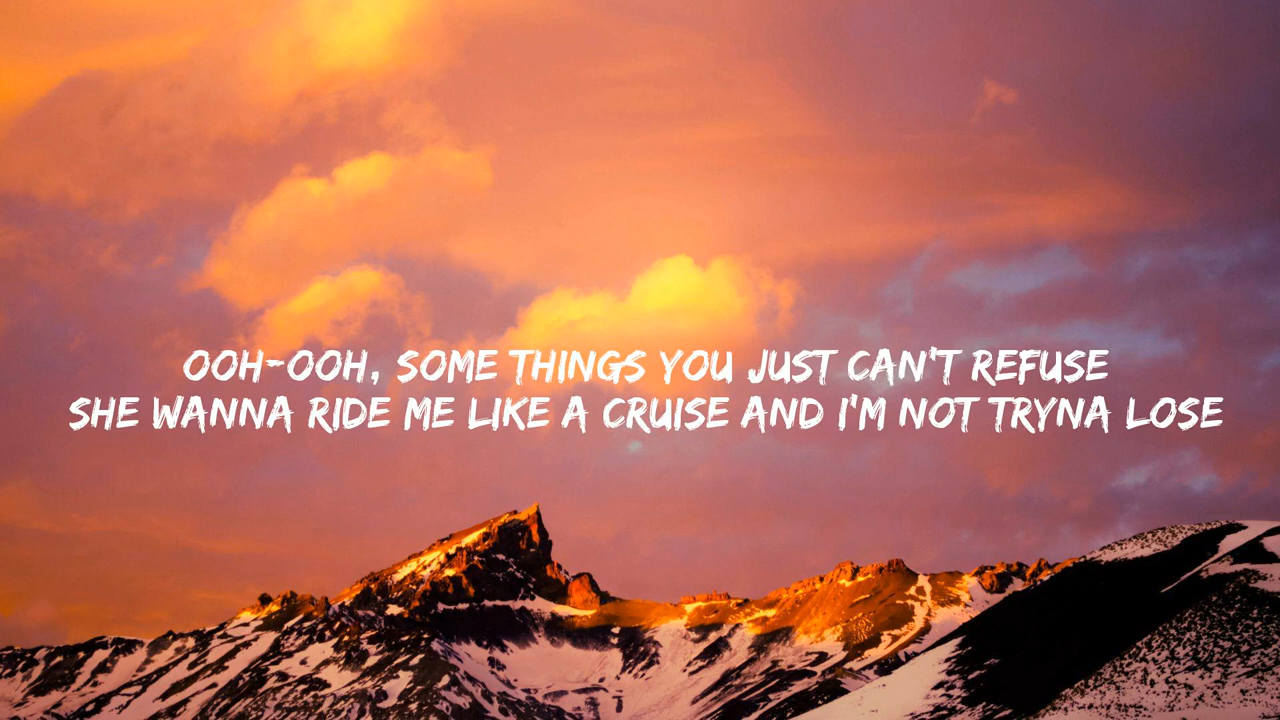 OOH-OOH, SOME THINGS YOU JUST CAN'T REFUSE
SHE WANNA RIDE ME LIKE A CRUISE AND I'M NOT TRYNA LOSE